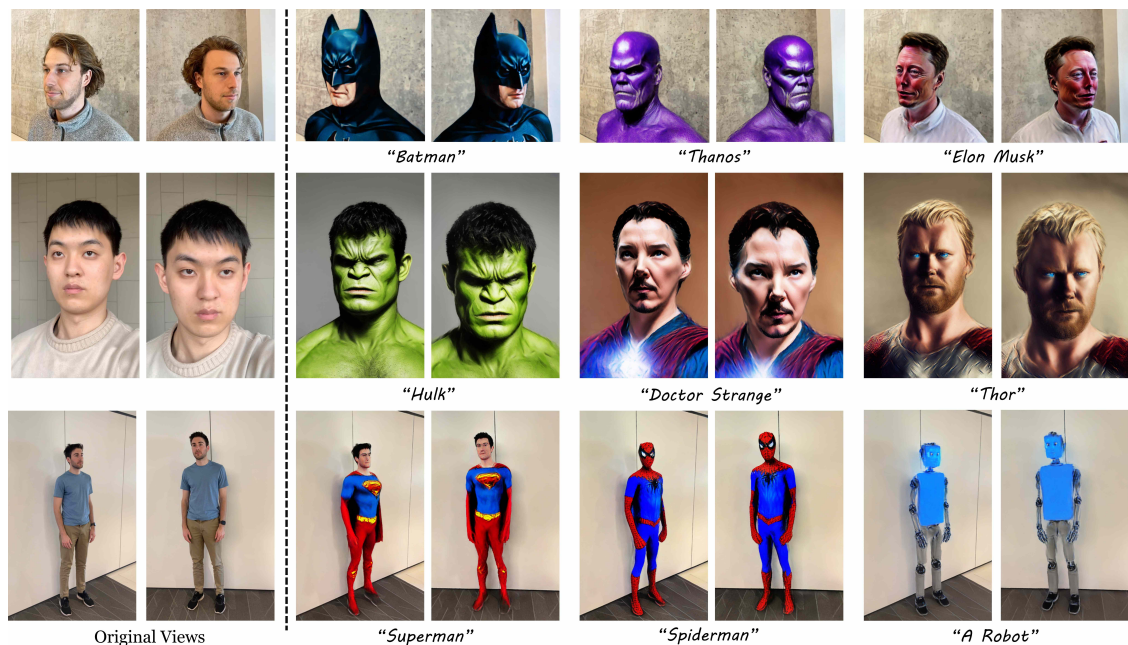 “Batman”
“Thanos”
“Elon Musk”
“Hulk”
“Doctor Strange”
“Thor”
Original Views
“Superman”
“Spiderman”
“A Robot”